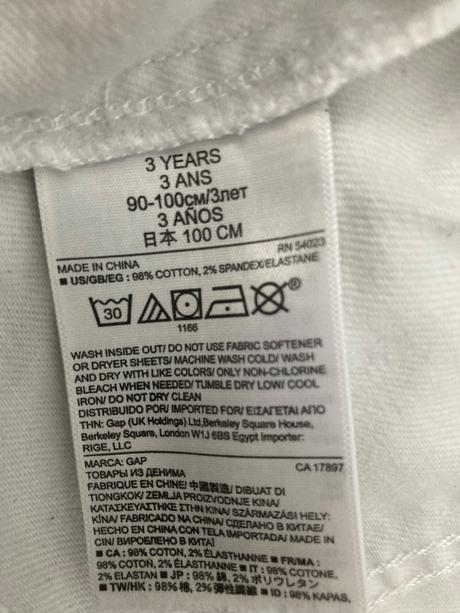 3 YEARS
3 ANS
90-100см/3лет
3 AÑOS
日本 100 CM
RN 54023
MADE IN CHINA
■ US/GB/EG : 98% COTTON, 2% SPANDEX/ELASTANE
30
®
1166
WASH INSIDE OUT/ DO NOT USE FABRIC SOFTENER
OR DRYER SHEETS/ MACHINE WASH COLD/ WASH
AND DRY WITH LIKE COLORS/ ONLY NON-CHLORINE
BLEACH WHEN NEEDED/ TUMBLE DRY LOW/ COOL
IRON/ DO NOT DRY CLEAN
DISTRIBUIDO POR/ IMPORTED FOR/ ΕΙΣΑΓΕΤΑΙ ΑΠΟ
ΤΗΝ: Gap (UK Holdings) Ltd,Berkeley Square House,
Berkeley Square, London W1J 6BS Egypt Importer:
RIGE, LLC
MARCA: GAP
CA 17897
ТОВАРЫ ИЗ ДЕНИМА
FABRIQUE EN CHINE/ 中國製造/ DIBUAT DI
TIONGKOK/ ZEMLJA PROIZVODNJE KINA/
ΚΑΤΑΣΚΕΥΑΣΤΗΚΕ ΣΤΗΝ ΚΙΝΑ/ SZÁRMAZÁSI HELY:
KÍNA/ FABRICADO NA CHINA/ СДЕЛАНО В КИТАЕ/
HECHO EN CHINA CON TELA IMPORTADA/ MADE IN
CIN/ ВИРОБЛЕНО В КИТАЇ
■ CA : 98% COTTON, 2% ÉLASTHANNE ■ FR/MA :
98% COTON, 2% ÉLASTHANNE ■ IT : 98% COTONE,
2% ELASTAN ■ JP : 98% 綿, 2% ポリウレタン
■ TW/HK : 98% 棉, 2% 彈性纖維 ■ ID : 98% KAPAS,